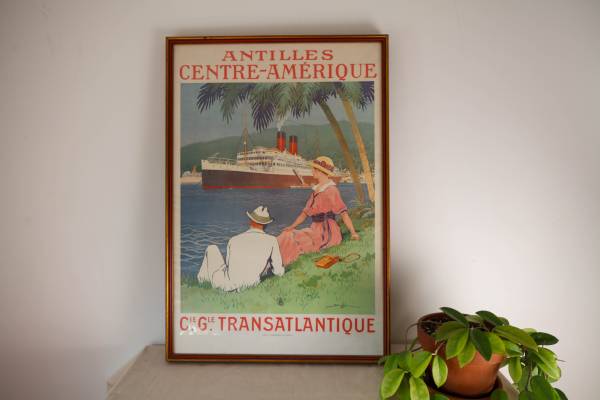 ANTILLES
CENTRE-AMÉRIQUE
CIE GLE TRANSATLANTIQUE